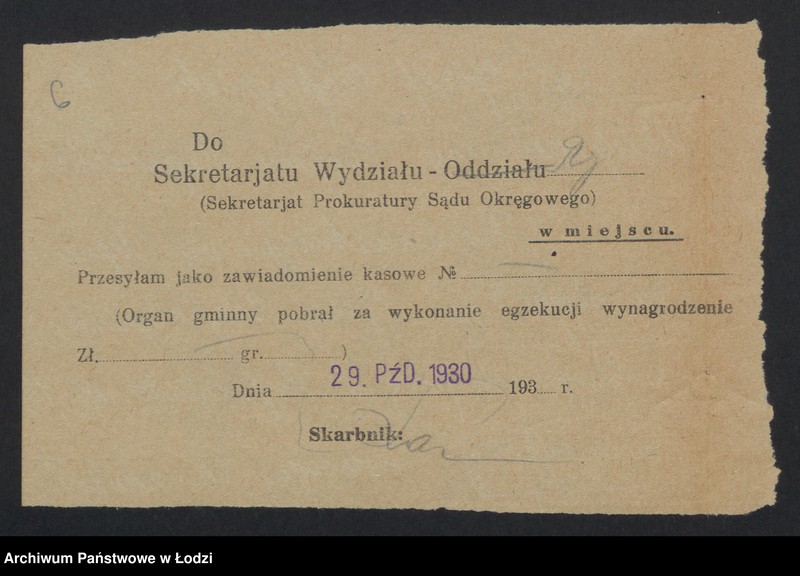 6
Do
Sekretarjatu Wydziału - Oddziału
(Sekretarjat Prokuratury Sądu Okręgowego)
w miejscu.
Przesyłam jako zawiadomienie kasowe №
(Organ gminny pobrał za wykonanie egzekucji wynagrodzenie
Zł. gr. )
Dnia 29. PŹD. 1930 193 r.
Skarbnik:
Archiwum Państwowe w Łodzi